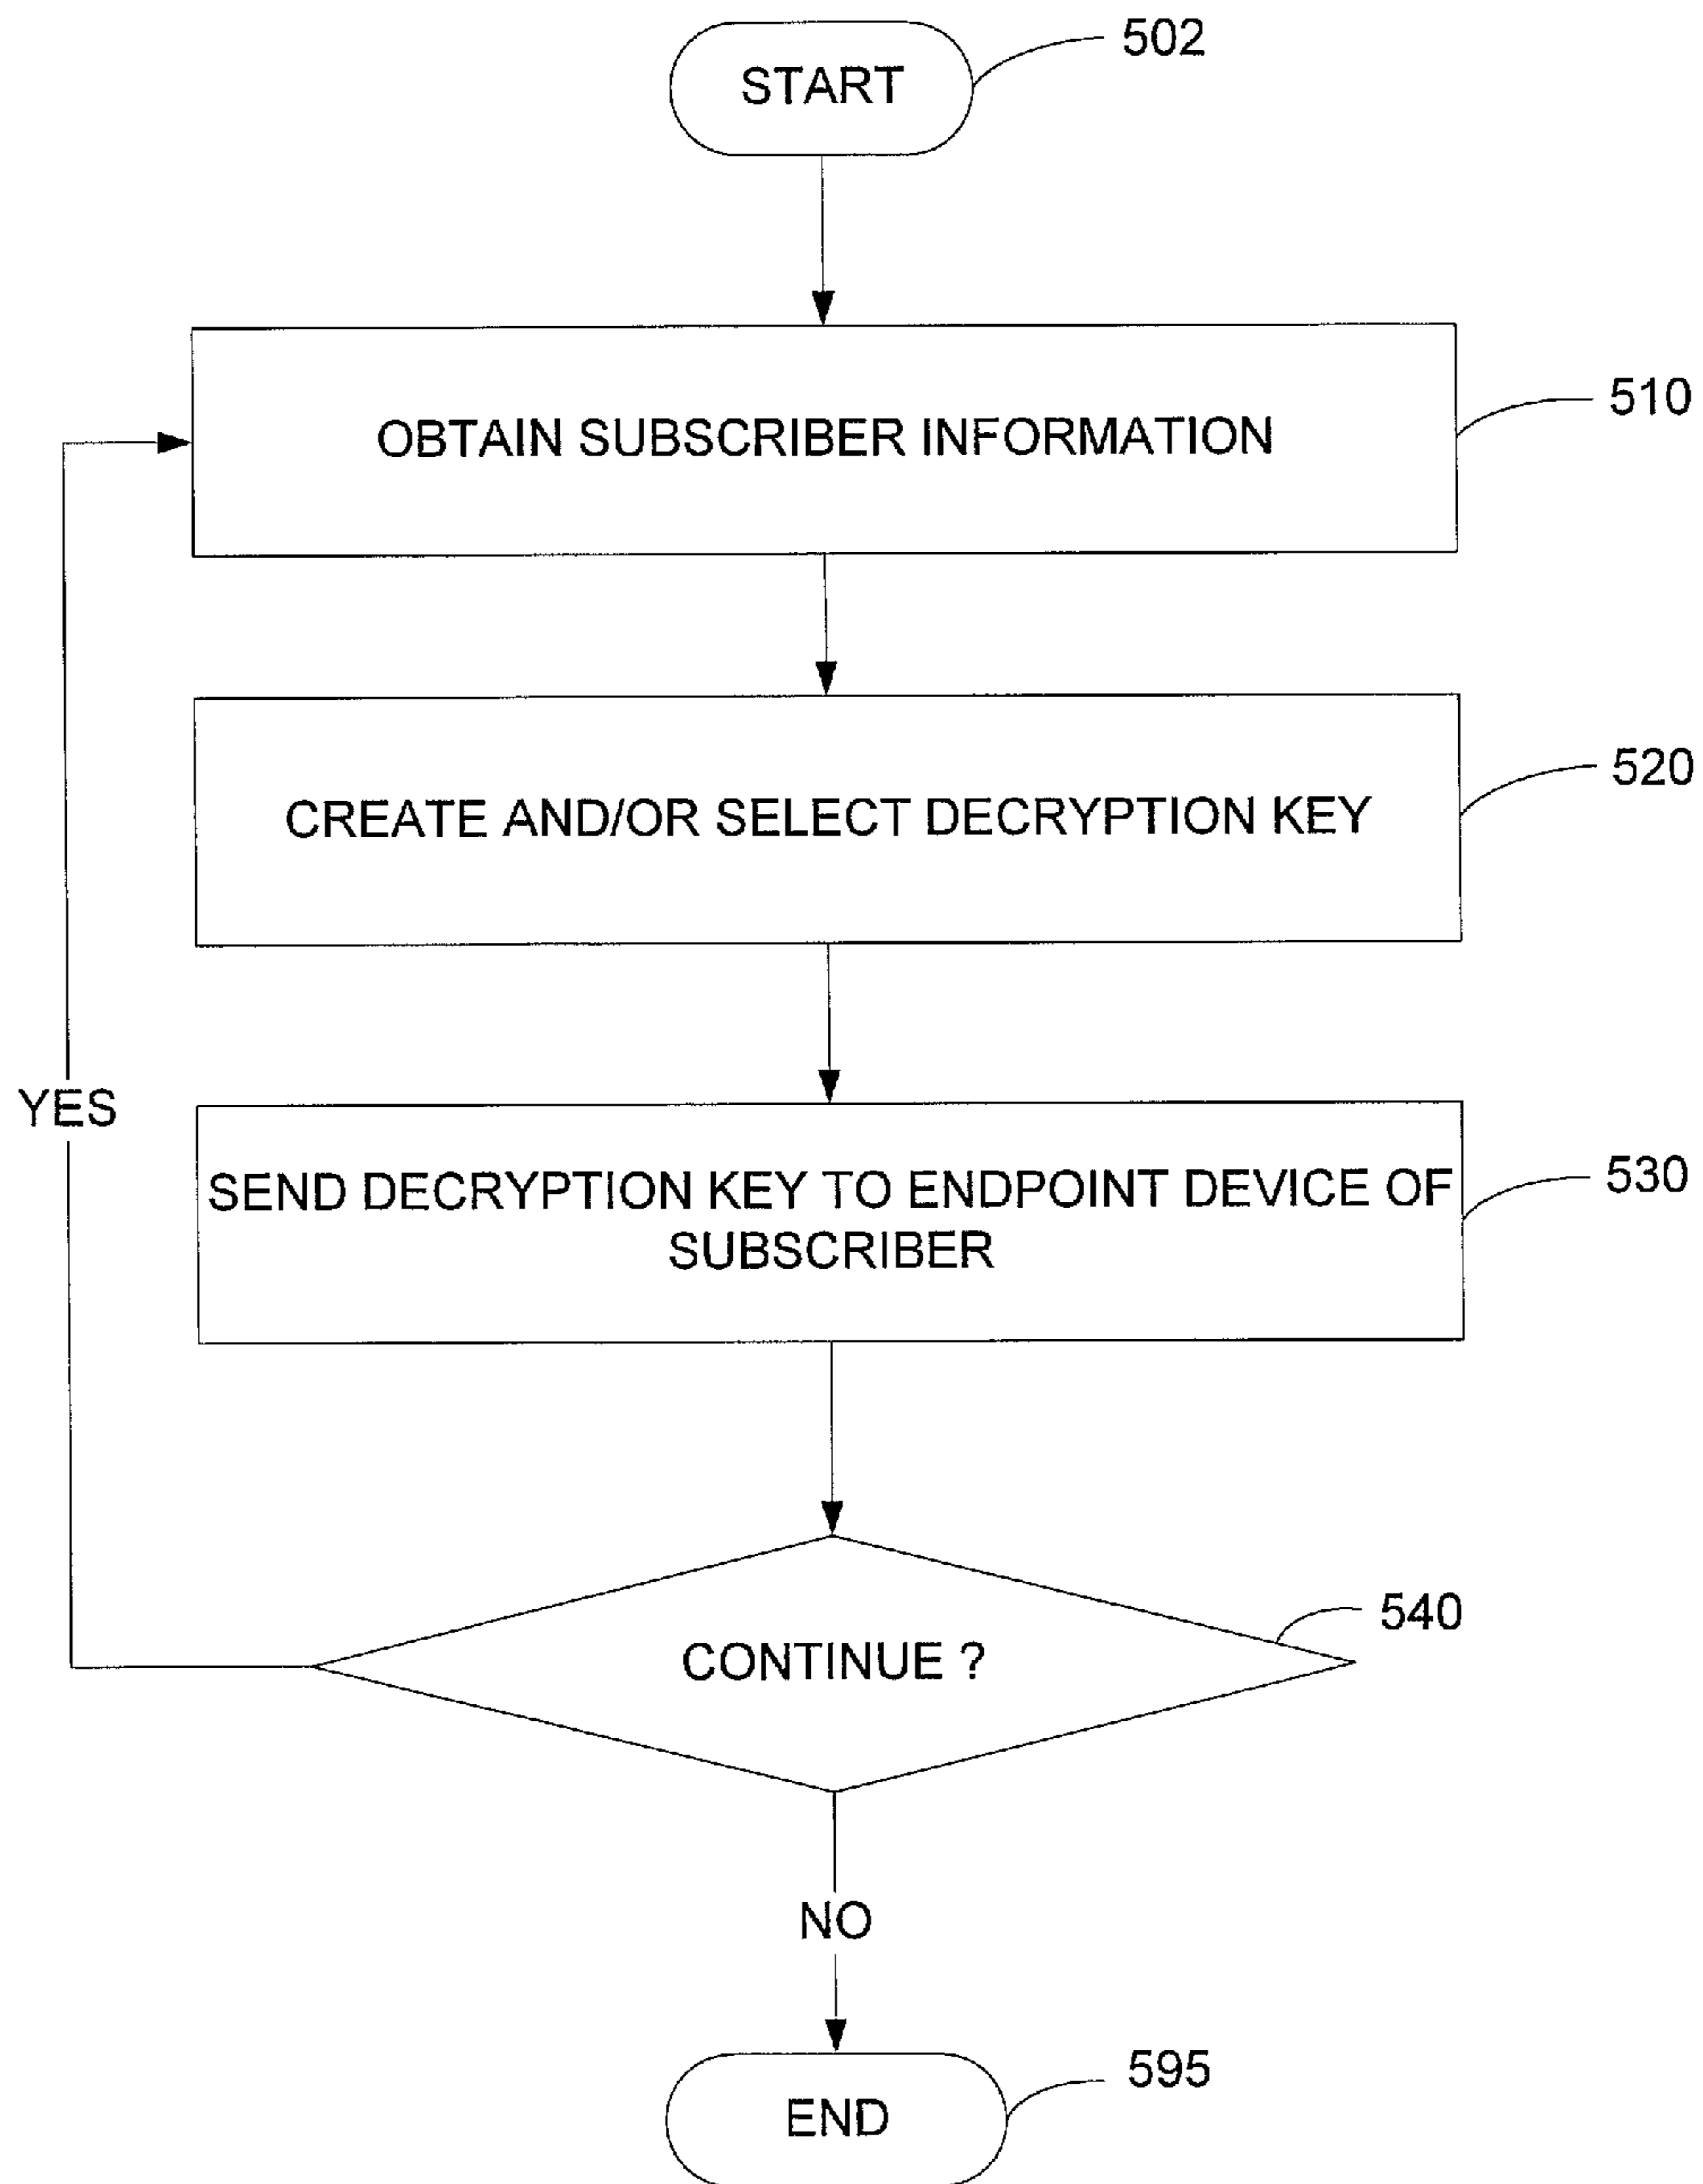 START
502
OBTAIN SUBSCRIBER INFORMATION
510
CREATE AND/OR SELECT DECRYPTION KEY
520
YES
SEND DECRYPTION KEY TO ENDPOINT DEVICE OF
SUBSCRIBER
530
CONTINUE ?
540
NO
END
595